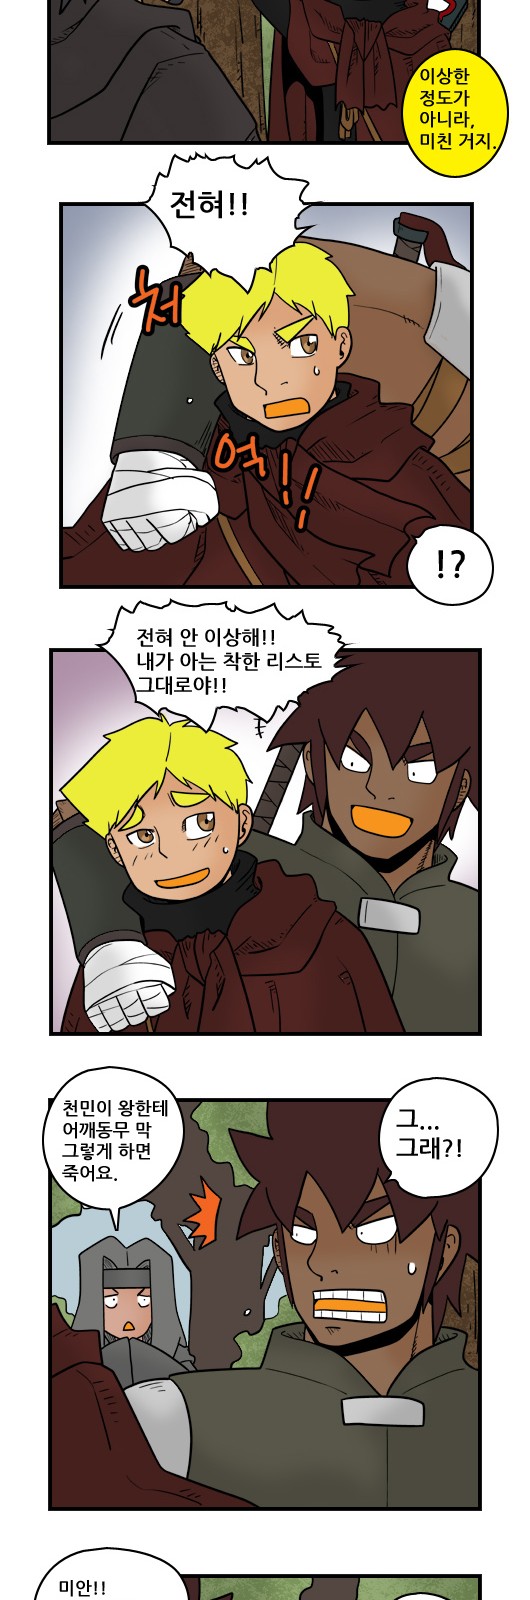 이상한
정도가
아니라,
미친 거지.
전혀!!
저
역!!
!?
전혀 안 이상해!!
내가 아는 착한 리스토
그대로야!!
천민이 왕한테
어깨동무 막
그렇게 하면
죽어요.
그...
그래?!
미안!!